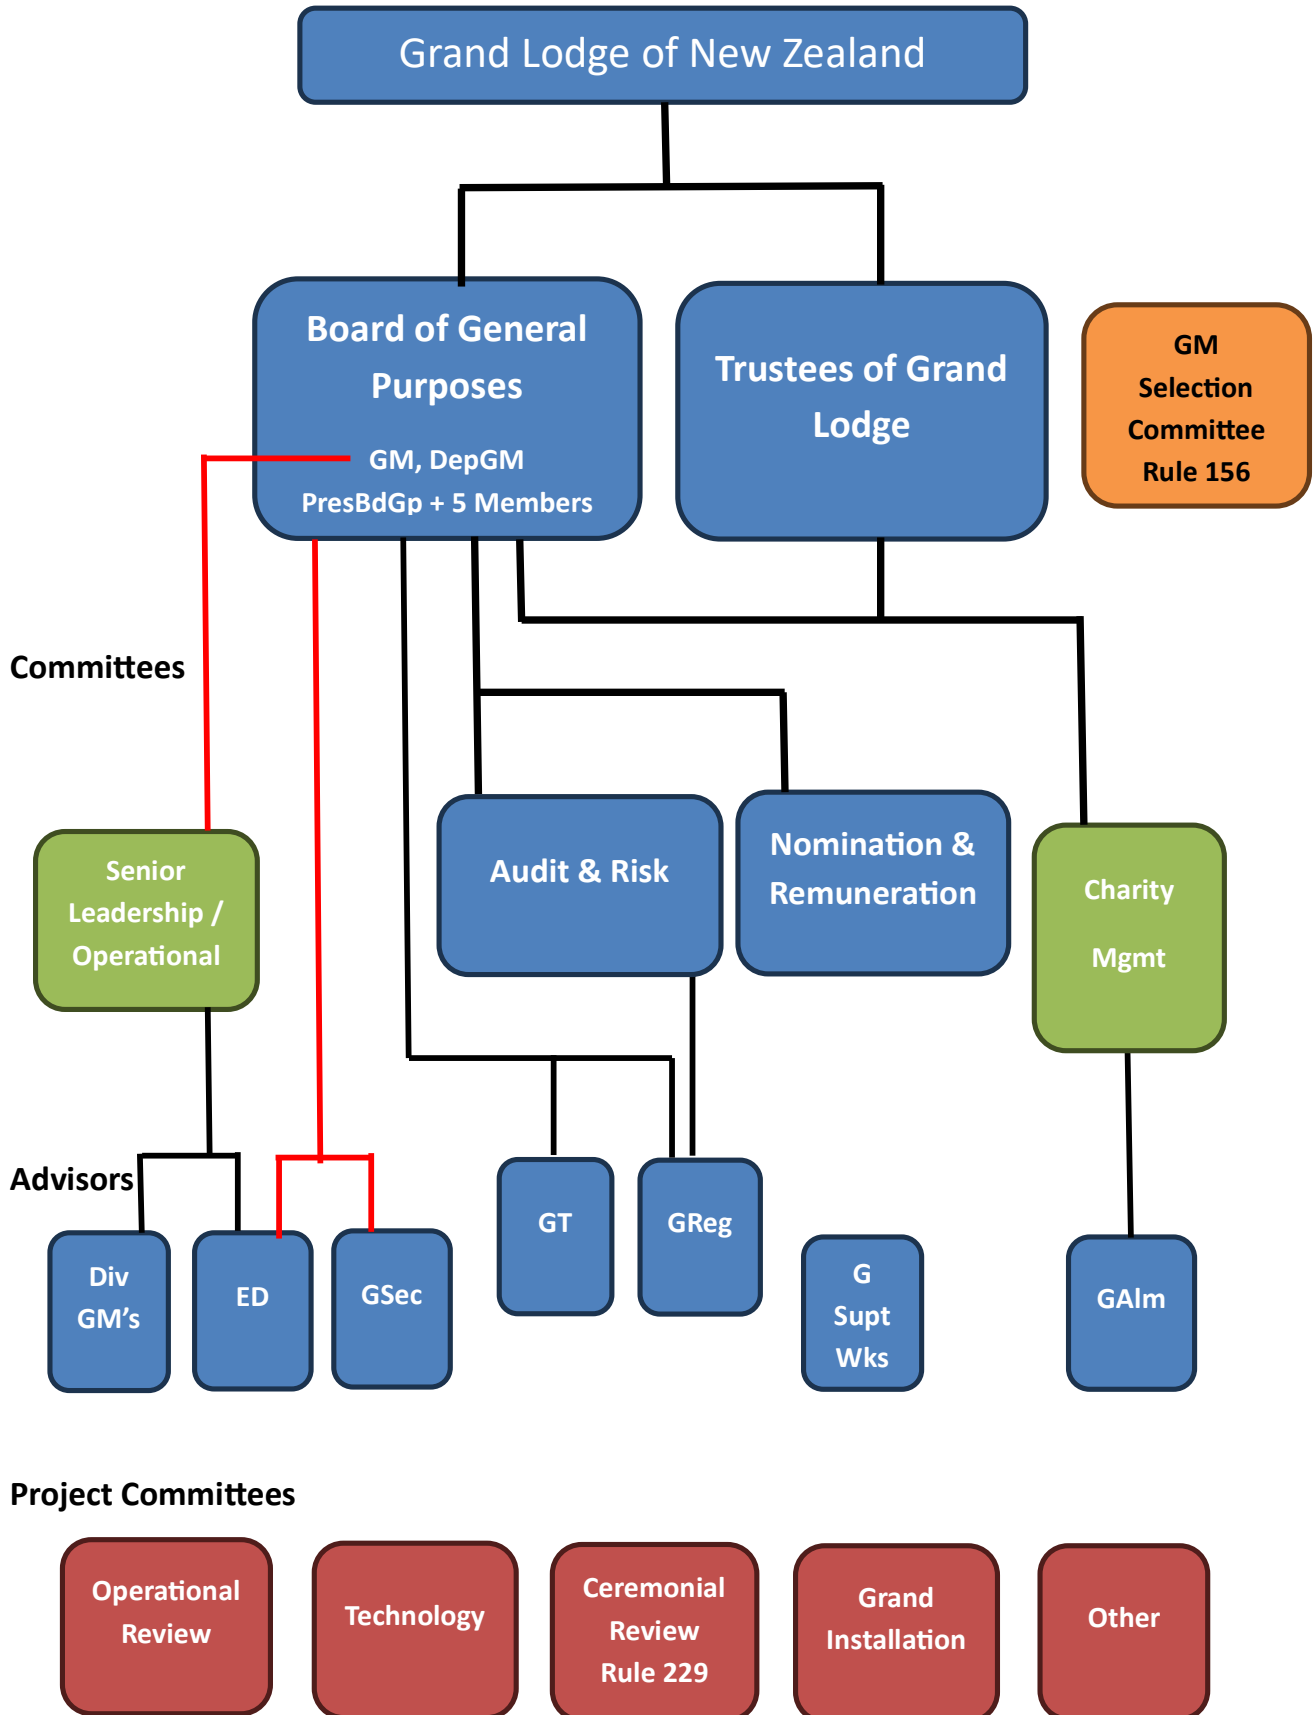 Grand Lodge of New Zealand
Board of General
Purposes
GM, DepGM
PresBdGp + 5 Members
Trustees of Grand
Lodge
GM
Selection
Committee
Rule 156
Committees
Senior
Leadership /
Operational
Audit & Risk
Nomination &
Remuneration
Charity
Mgmt
Advisors
Div
GM’s
ED
GSec
GT
GReg
G
Supt
Wks
GAlm
Project Committees
Operational
Review
Technology
Ceremonial
Review
Rule 229
Grand
Installation
Other